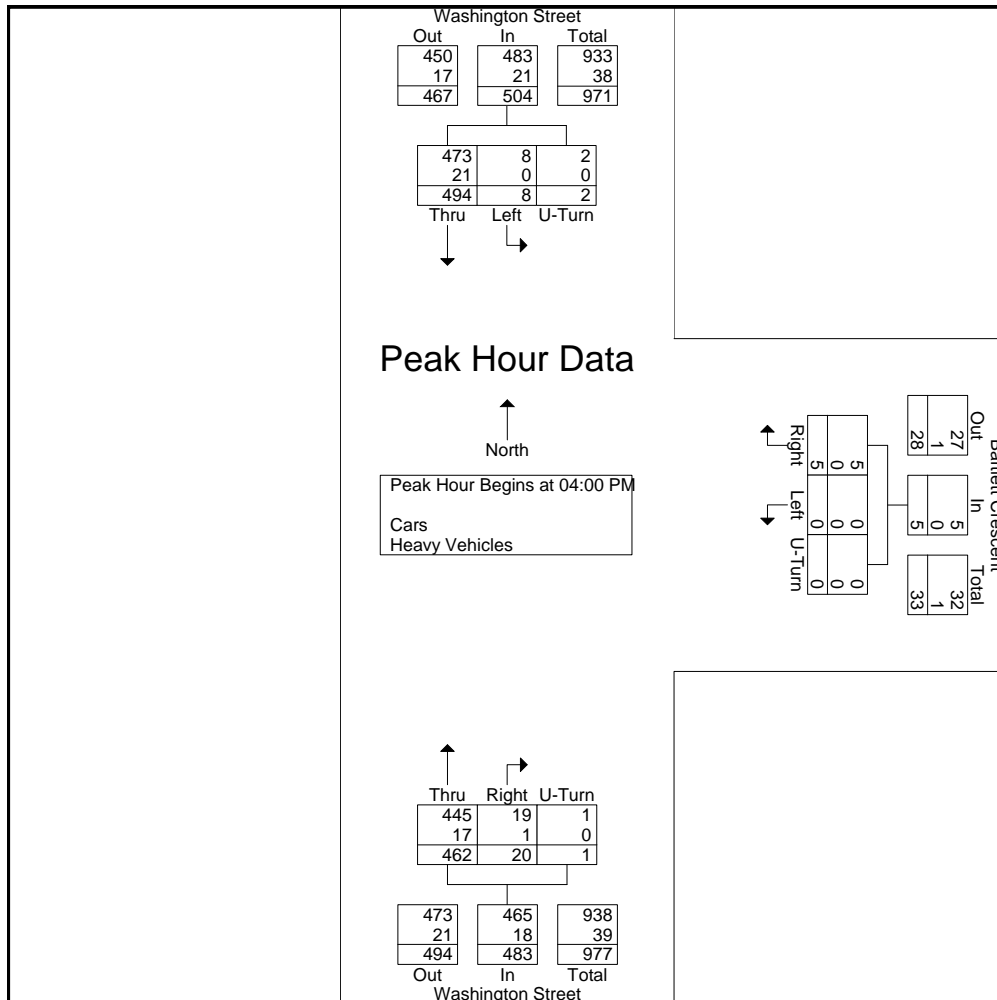 Washington Street
Out In Total
450 483 933
17 21 38
467 504 971
473 8 2
21 0 0
494 8 2
Thru Left U-Turn
Peak Hour Data
North
Peak Hour Begins at 04:00 PM
Cars
Heavy Vehicles
Bartlett Crescent
Out In Total
27 5 32
1 0 1
28 5 33
5 0 0
0 0 0
5 0 0
Right Left U-Turn
Thru Right U-Turn
445 19 1
17 1 0
462 20 1
473 465 938
21 18 39
494 483 977
Out In Total
Washington Street